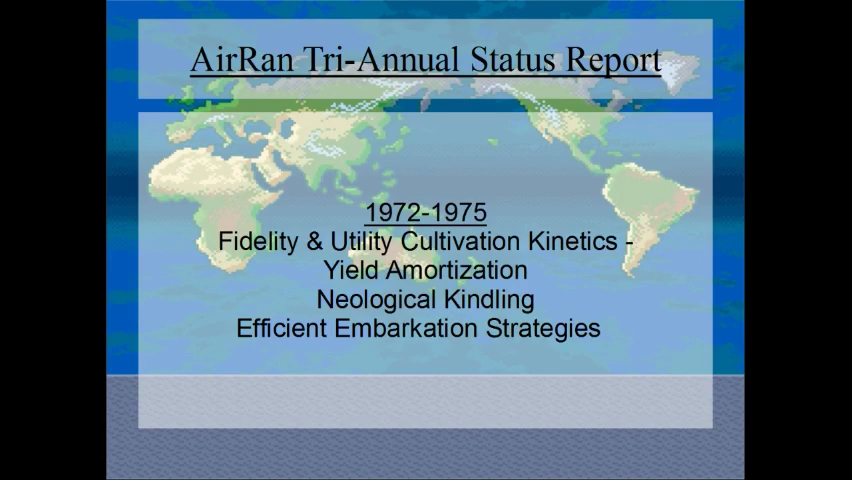 AirRan Tri-Annual Status Report
1972-1975
Fidelity & Utility Cultivation Kinetics -
Yield Amortization
Neological Kindling
Efficient Embarkation Strategies